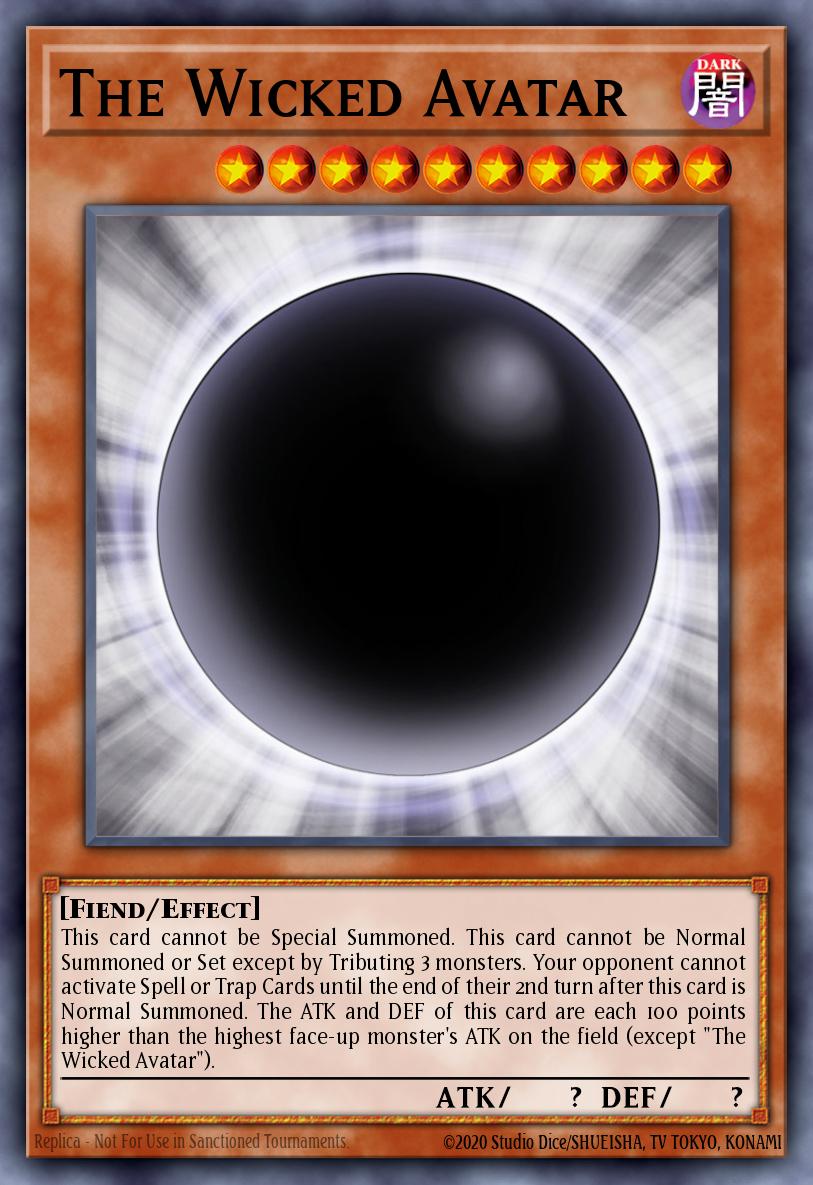 The Wicked Avatar
DARK
闇
[Fiend/Effect]
This card cannot be Special Summoned. This card cannot be Normal
Summoned or Set except by Tributing 3 monsters. Your opponent cannot
activate Spell or Trap Cards until the end of their 2nd turn after this card is
Normal Summoned. The ATK and DEF of this card are each 100 points
higher than the highest face-up monster's ATK on the field (except "The
Wicked Avatar").
ATK/ ? DEF/ ?
Replica - Not For Use in Sanctioned Tournaments.
©2020 Studio Dice/SHUEISHA, TV TOKYO, KONAMI